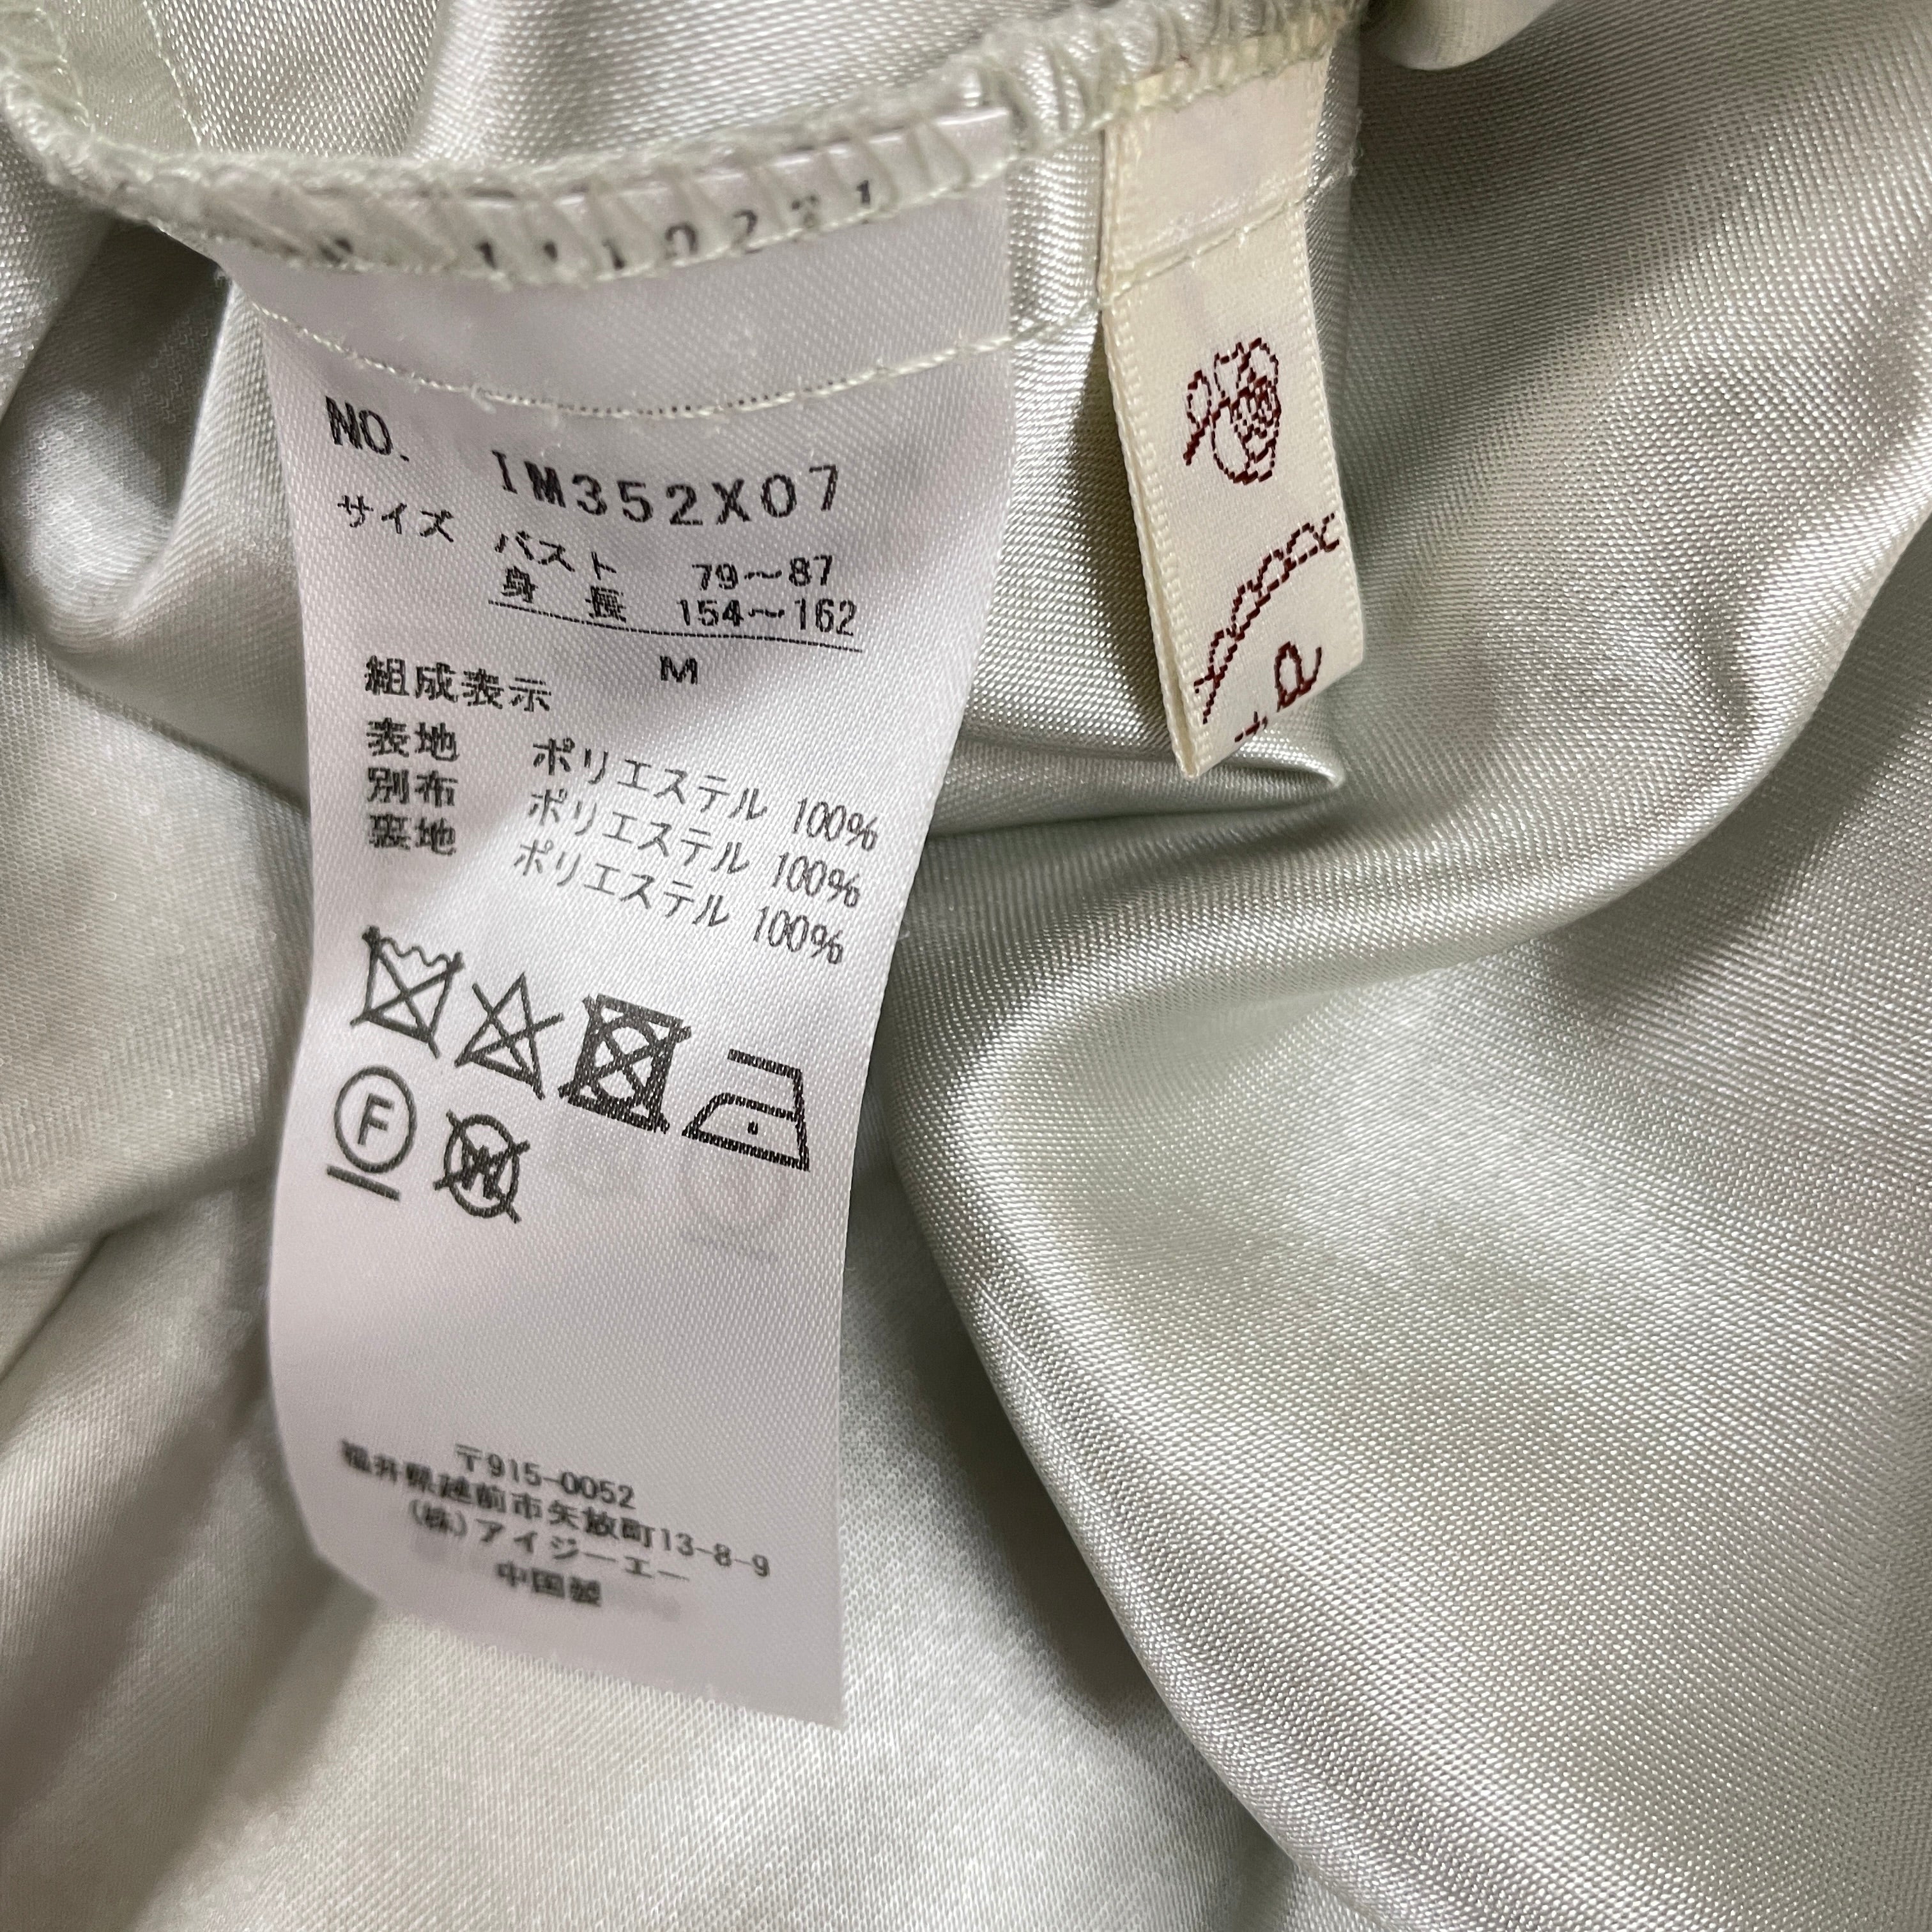 1110221
NO. IM352X07
サイズ バスト 79～87
身長 154～162
M
組成表示
表地 ポリエステル 100%
別布 ポリエステル 100%
裏地 ポリエステル 100%
F
W
〒915-0052
福井県越前市矢放町13-8-9
(株)アイジーエー
中国製